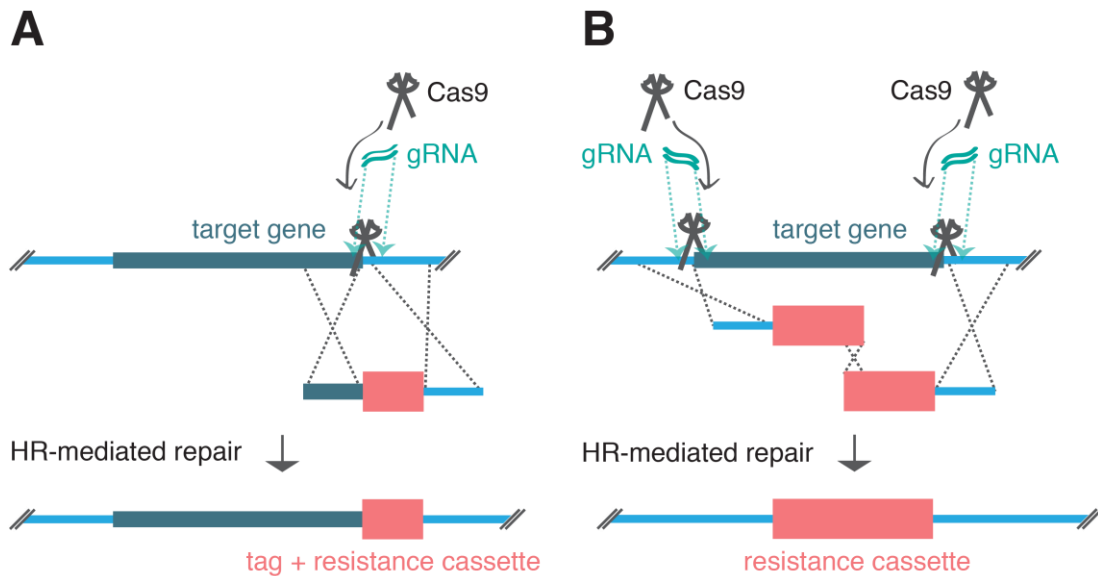 A
Cas9
gRNA
target gene
HR-mediated repair
tag + resistance cassette
B
Cas9
Cas9
gRNA
gRNA
target gene
HR-mediated repair
resistance cassette